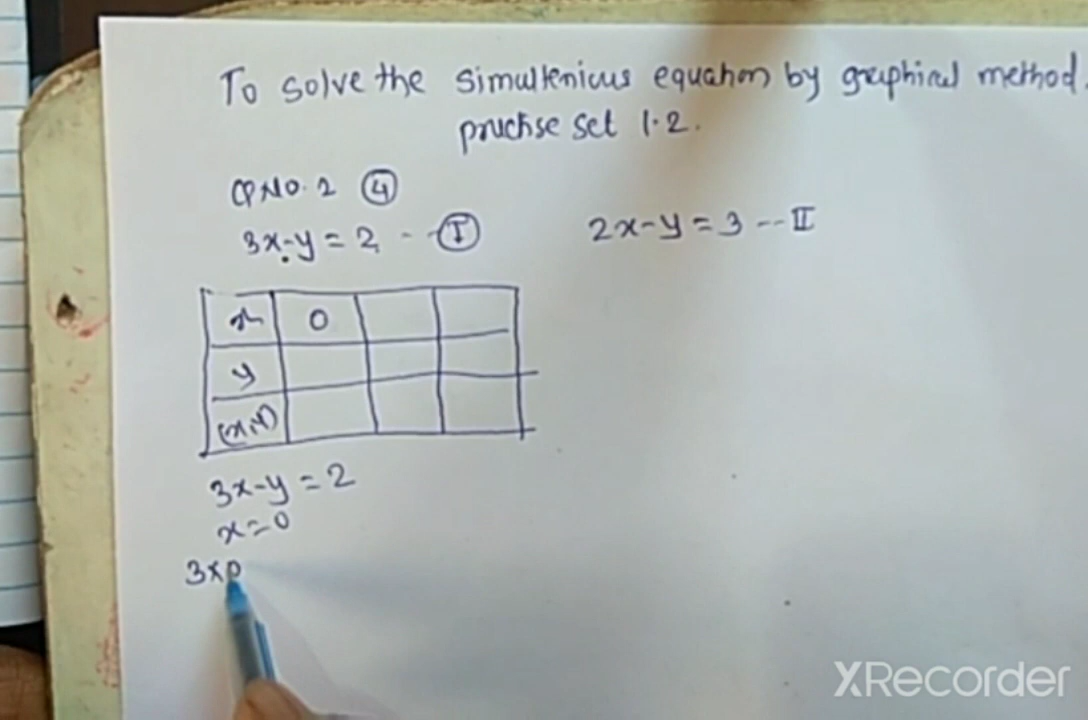 To solve the simultenious equation by graphical method.
practise set 1.2.
Q.No. 2 (4)
3x-y = 2 -- (I) 2x-y = 3 -- II
x 0
y
(x,y)
3x-y = 2
x=0
3x0
XRecorder